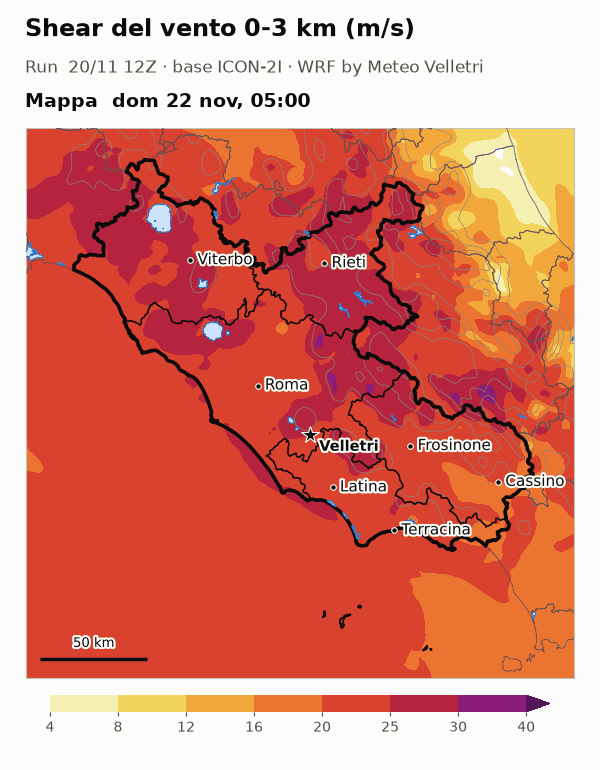 Shear del vento 0-3 km (m/s)
Run  20/11 12Z · base ICON-2I · WRF by Meteo Velletri
Mappa  dom 22 nov, 05:00
Viterbo
Rieti
Roma
Velletri
Frosinone
Latina
Cassino
Terracina
50 km
4 8 12 16 20 25 30 40